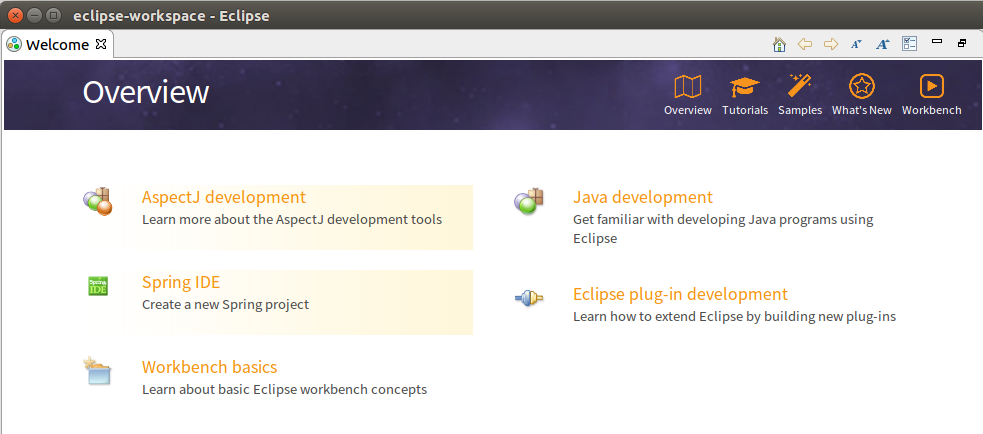 eclipse-workspace - Eclipse
Welcome
A A
Overview
Overview Tutorials Samples What's New Workbench
AspectJ development
Learn more about the AspectJ development tools
Java development
Get familiar with developing Java programs using
Eclipse
Spring
IDE
Spring IDE
Create a new Spring project
Eclipse plug-in development
Learn how to extend Eclipse by building new plug-ins
Workbench basics
Learn about basic Eclipse workbench concepts